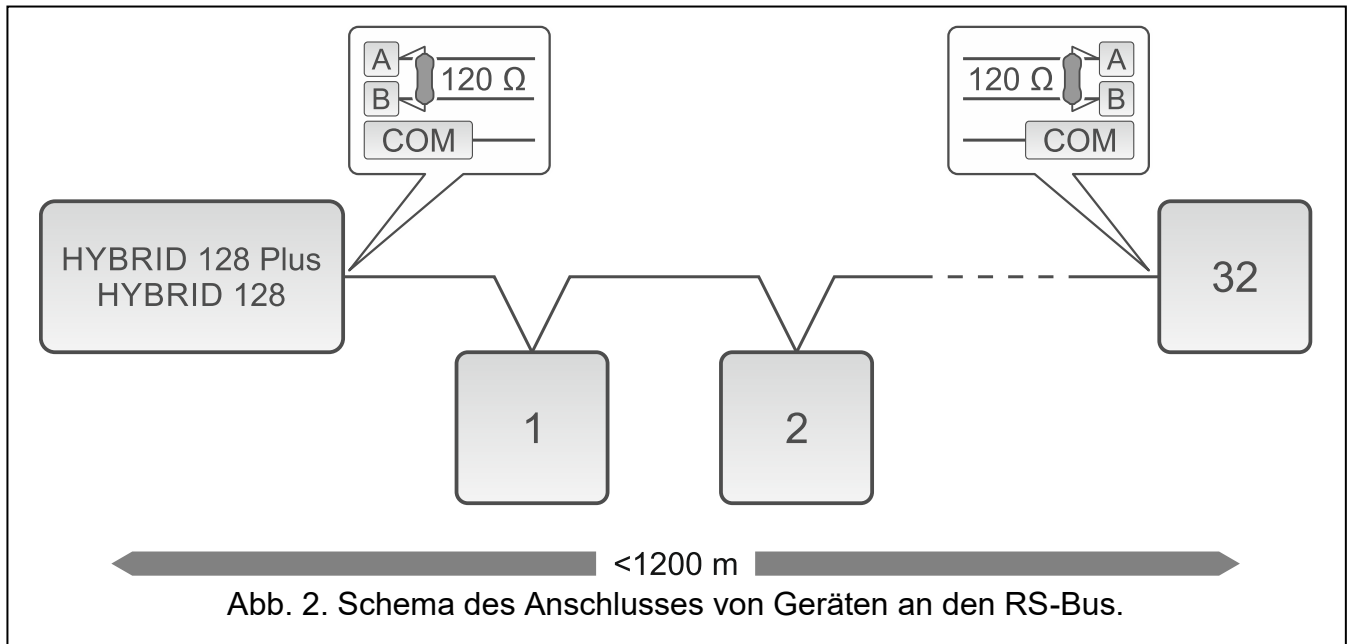 A
B
120 Ω
COM
120 Ω
A
B
COM
HYBRID 128 Plus
HYBRID 128
32
1
2
<1200 m
Abb. 2. Schema des Anschlusses von Geräten an den RS-Bus.